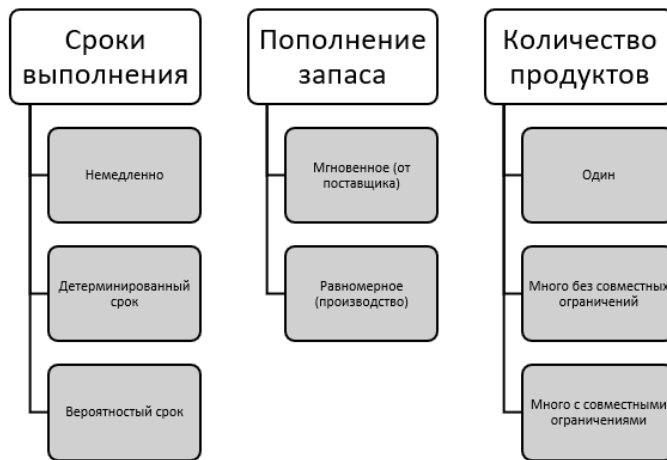 Сроки
выполнения
Немедленно
Детерминированный
срок
Вероятностый срок
Пополнение
запаса
Мгновенное (от
поставщика)
Равномерное
(производство)
Количество
продуктов
Один
Много без совместных
ограничений
Много с совместными
ограничениями